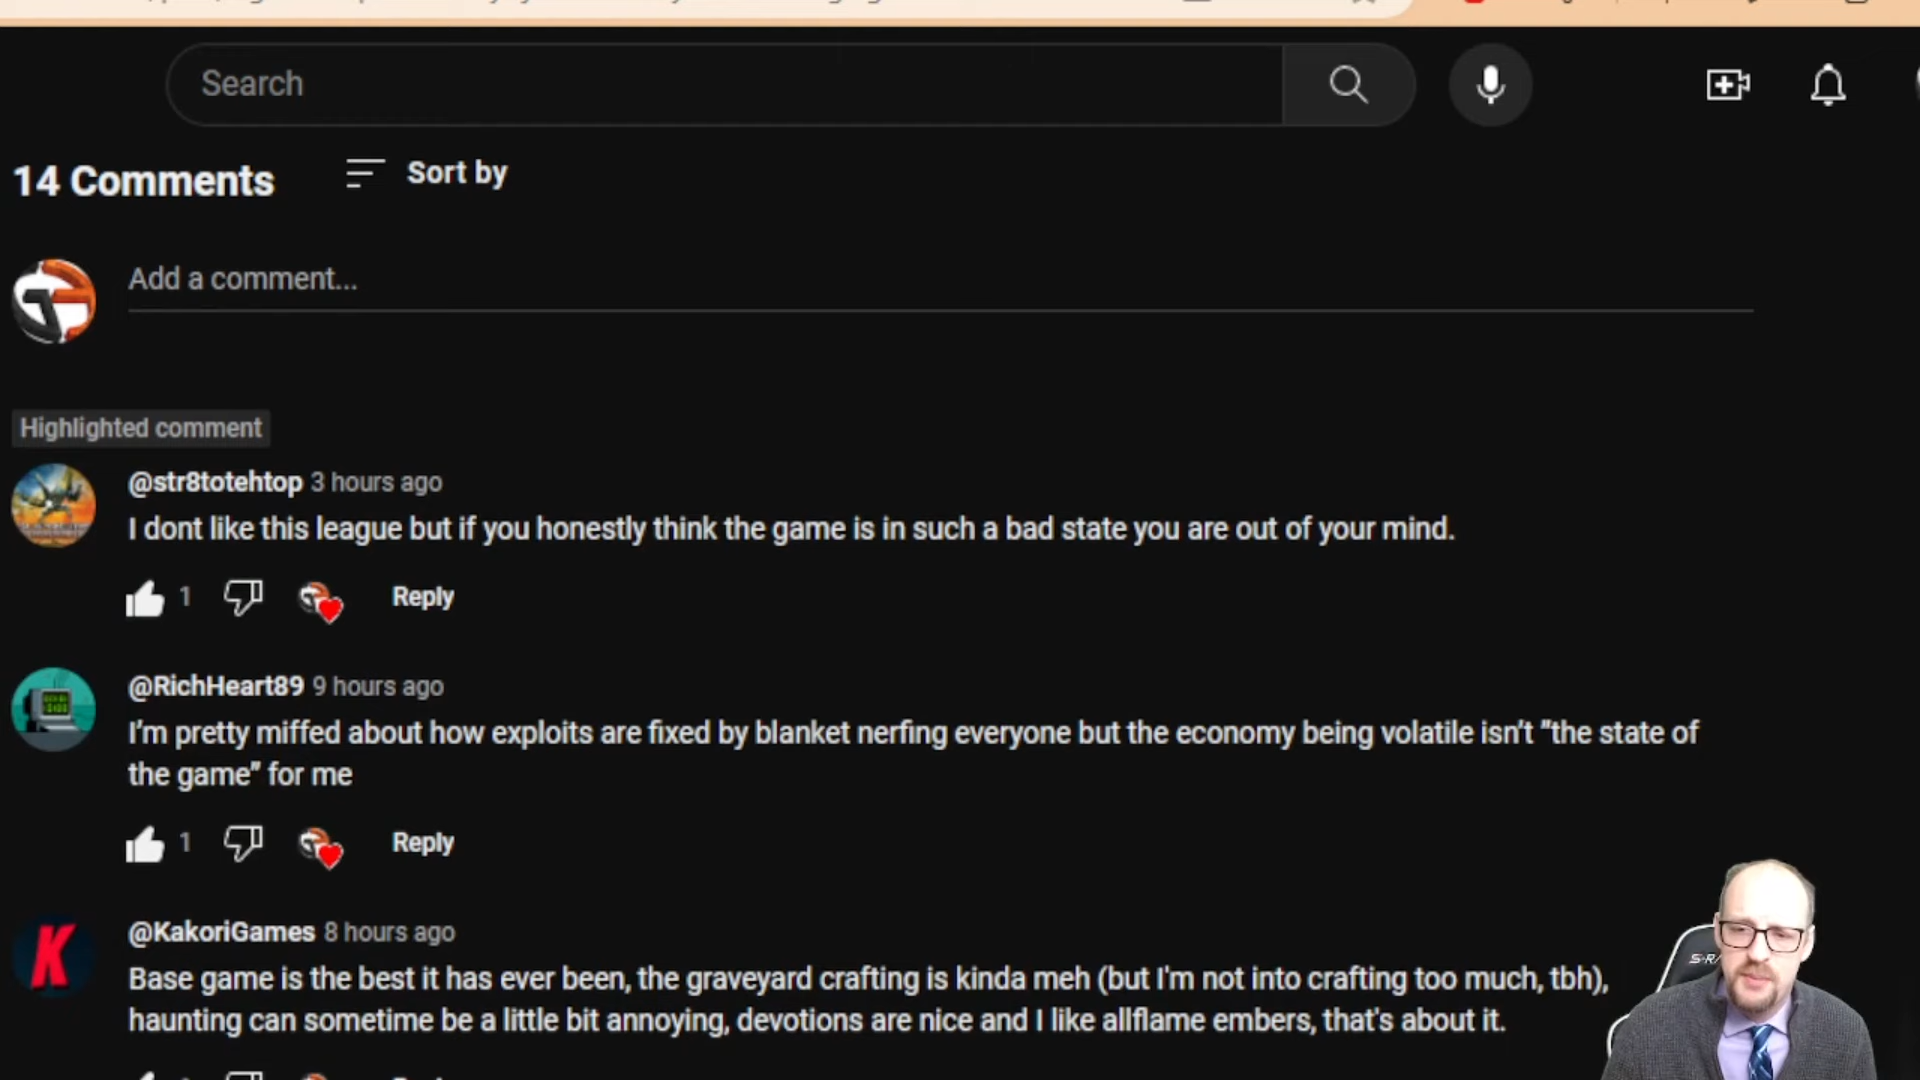 Search
14 Comments
Sort by
Add a comment...
Highlighted comment
@str8totehtop 3 hours ago
I dont like this league but if you honestly think the game is in such a bad state you are out of your mind.
1
Reply
@RichHeart89 9 hours ago
I’m pretty miffed about how exploits are fixed by blanket nerfing everyone but the economy being volatile isn’t "the state of
the game” for me
1
Reply
@KakoriGames 8 hours ago
Base game is the best it has ever been, the graveyard crafting is kinda meh (but I'm not into crafting too much, tbh),
haunting can sometime be a little bit annoying, devotions are nice and I like allflame embers, that's about it.